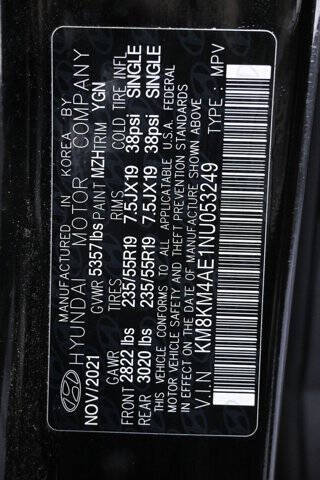 MANUFACTURED IN KOREA BY
HYUNDAI MOTOR COMPANY
NOV/2021 GVWR 5357 lbs PAINT MZH TRIM YGN
GAWR TIRES RIMS COLD TIRE INFL
FRONT 2822 lbs 235/55R19 7.5JX19 38psi SINGLE
REAR 3020 lbs 235/55R19 7.5JX19 38psi SINGLE
THIS VEHICLE CONFORMS TO ALL APPLICABLE U.S.A. FEDERAL
MOTOR VEHICLE SAFETY AND THEFT PREVENTION STANDARDS
IN EFFECT ON THE DATE OF MANUFACTURE SHOWN ABOVE
V.I.N KM8KM4AE1NU053249 TYPE : MPV